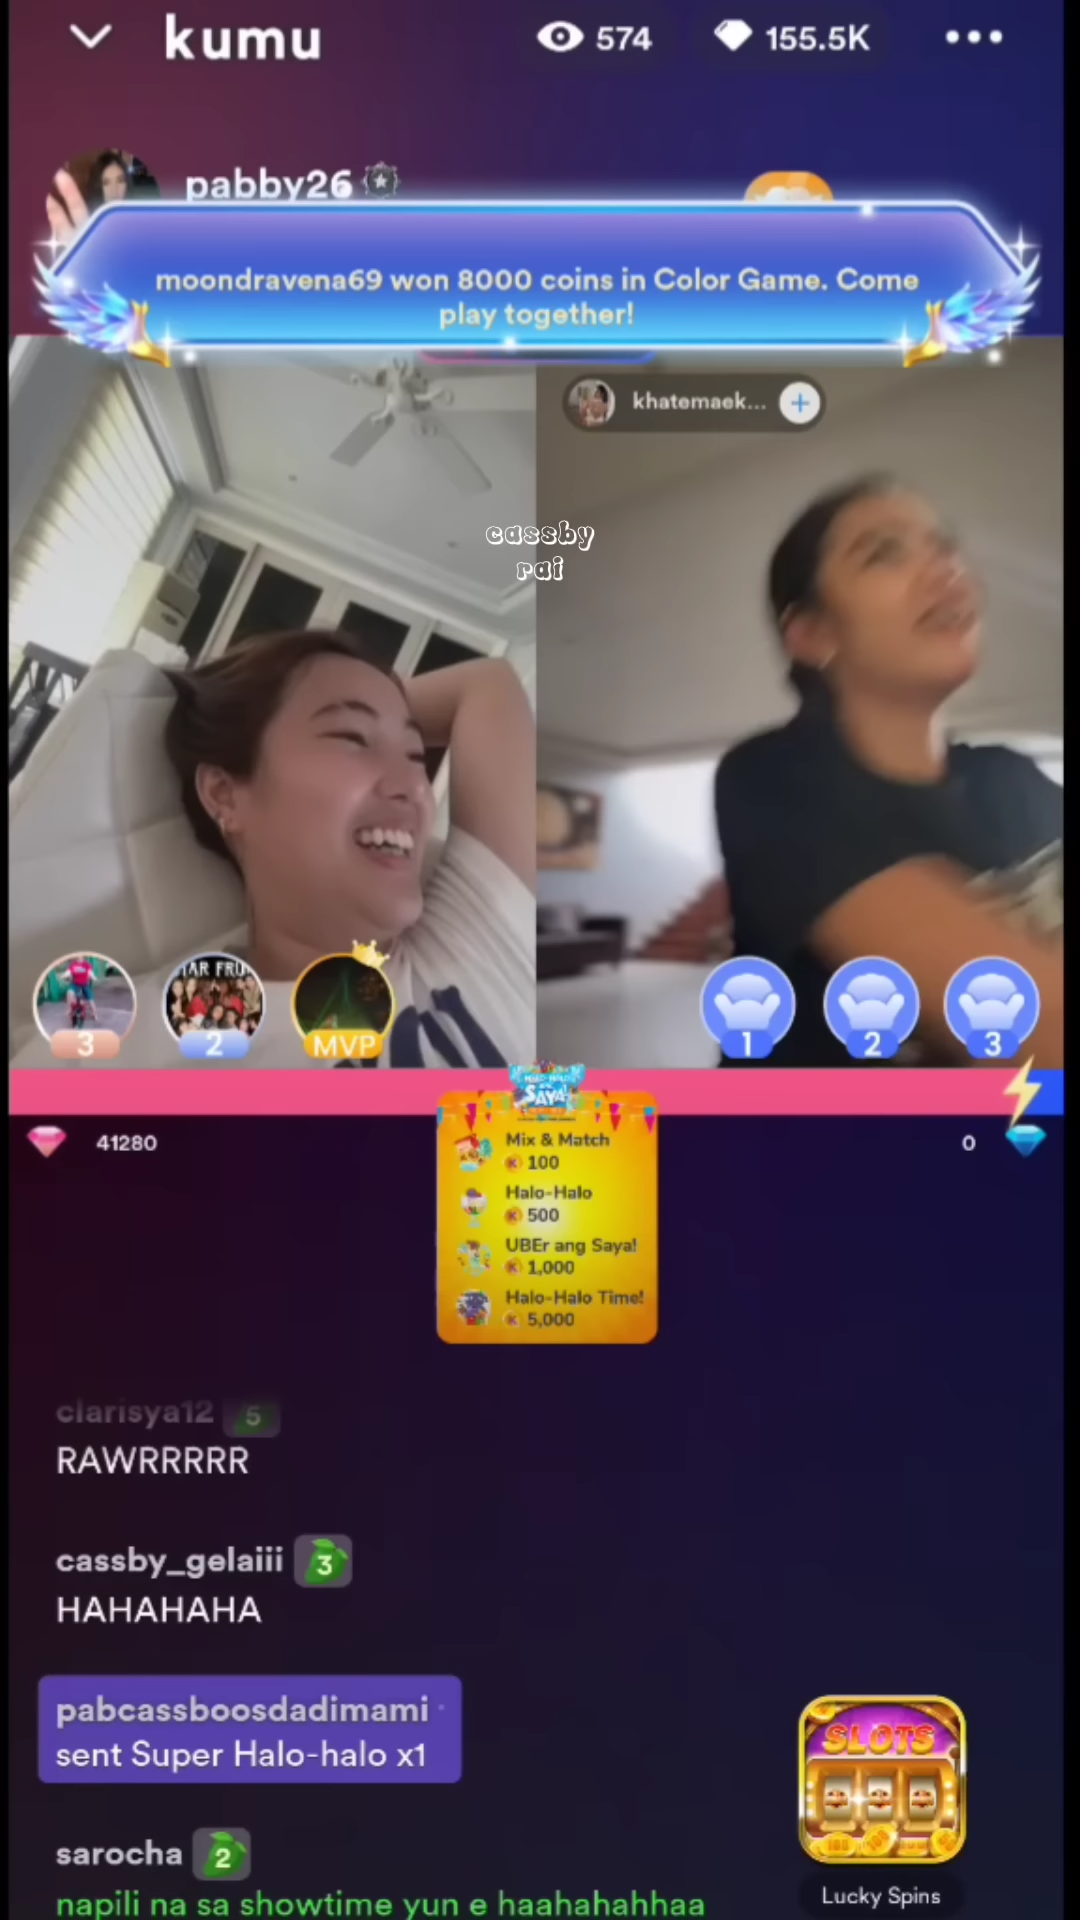 kumu
574
155.5K
pabby26
moondravena69 won 8000 coins in Color Game. Come
play together!
khatemaek...
cassby
rai
TAR FRU
3
2
MVP
1
2
3
SAYA!
41280
0
Mix & Match
100
Halo-Halo
500
UBEr ang Saya!
1,000
Halo-Halo Time!
5,000
clarisya12 5
RAWRRRRR
cassby_gelaiii 3
HAHAHAHA
pabcassboosdadimami
sent Super Halo-halo x1
sarocha 2
napili na sa showtime yun e haahahahhaa
SLOTS
Lucky Spins